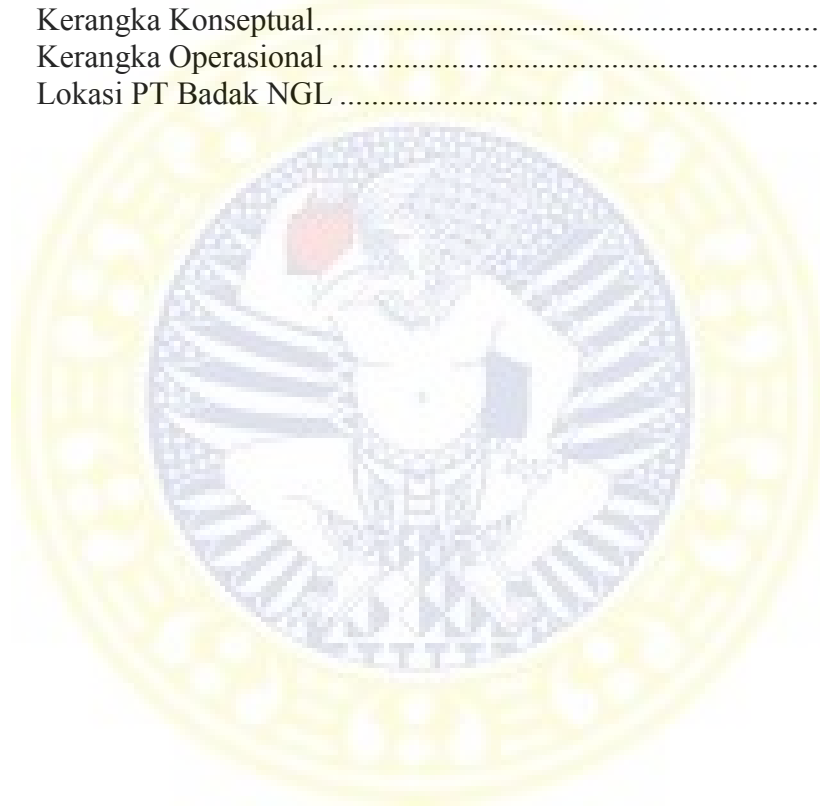 Kerangka Konseptual..............................................................
Kerangka Operasional ............................................................
Lokasi PT Badak NGL ...........................................................